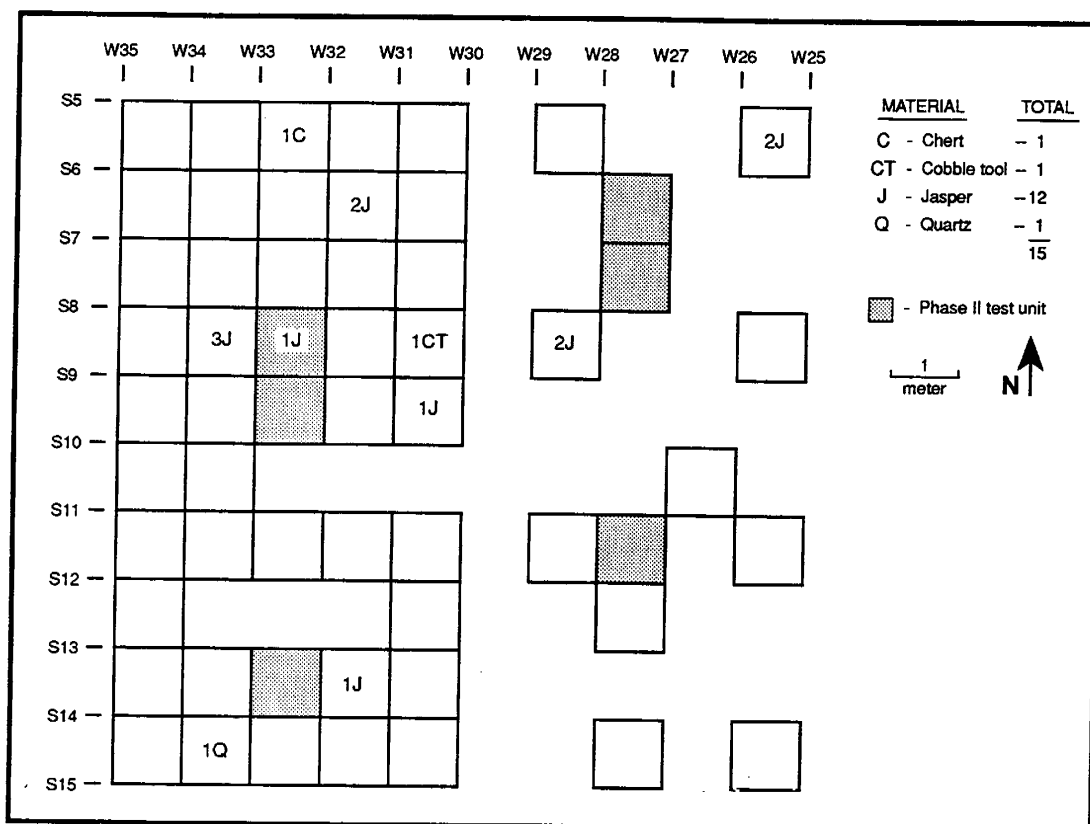 W35 W34 W33 W32 W31 W30 W29 W28 W27 W26 W25
S5
S6
S7
S8
S9
S10
S11
S12
S13
S14
S15
1C
2J
2J
3J 1J 1CT 2J
1J
1J
1Q
MATERIAL TOTAL
C - Chert - 1
CT - Cobble tool - 1
J - Jasper - 12
Q - Quartz - 1
15
- Phase II test unit
1
meter
N